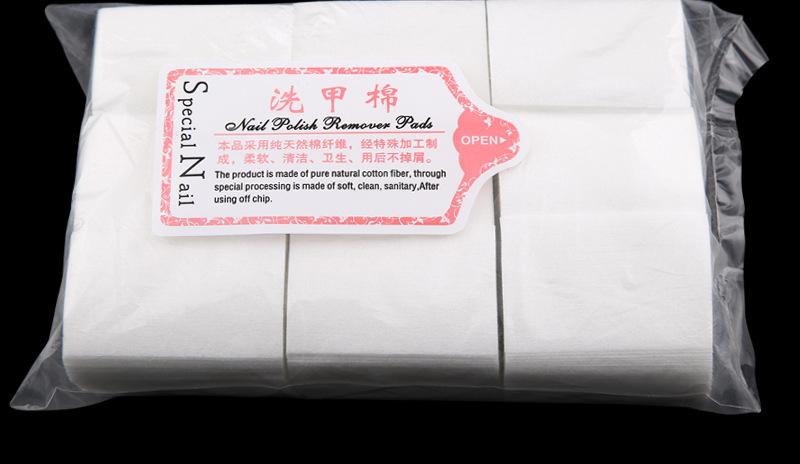 Special Nail
洗甲棉
Nail Polish Remover Pads
本品采用纯天然棉纤维，经特殊加工制
成，柔软、清洁、卫生、用后不掉屑。
The product is made of pure natural cotton fiber, through
special processing is made of soft, clean, sanitary,After
using off chip.
OPEN